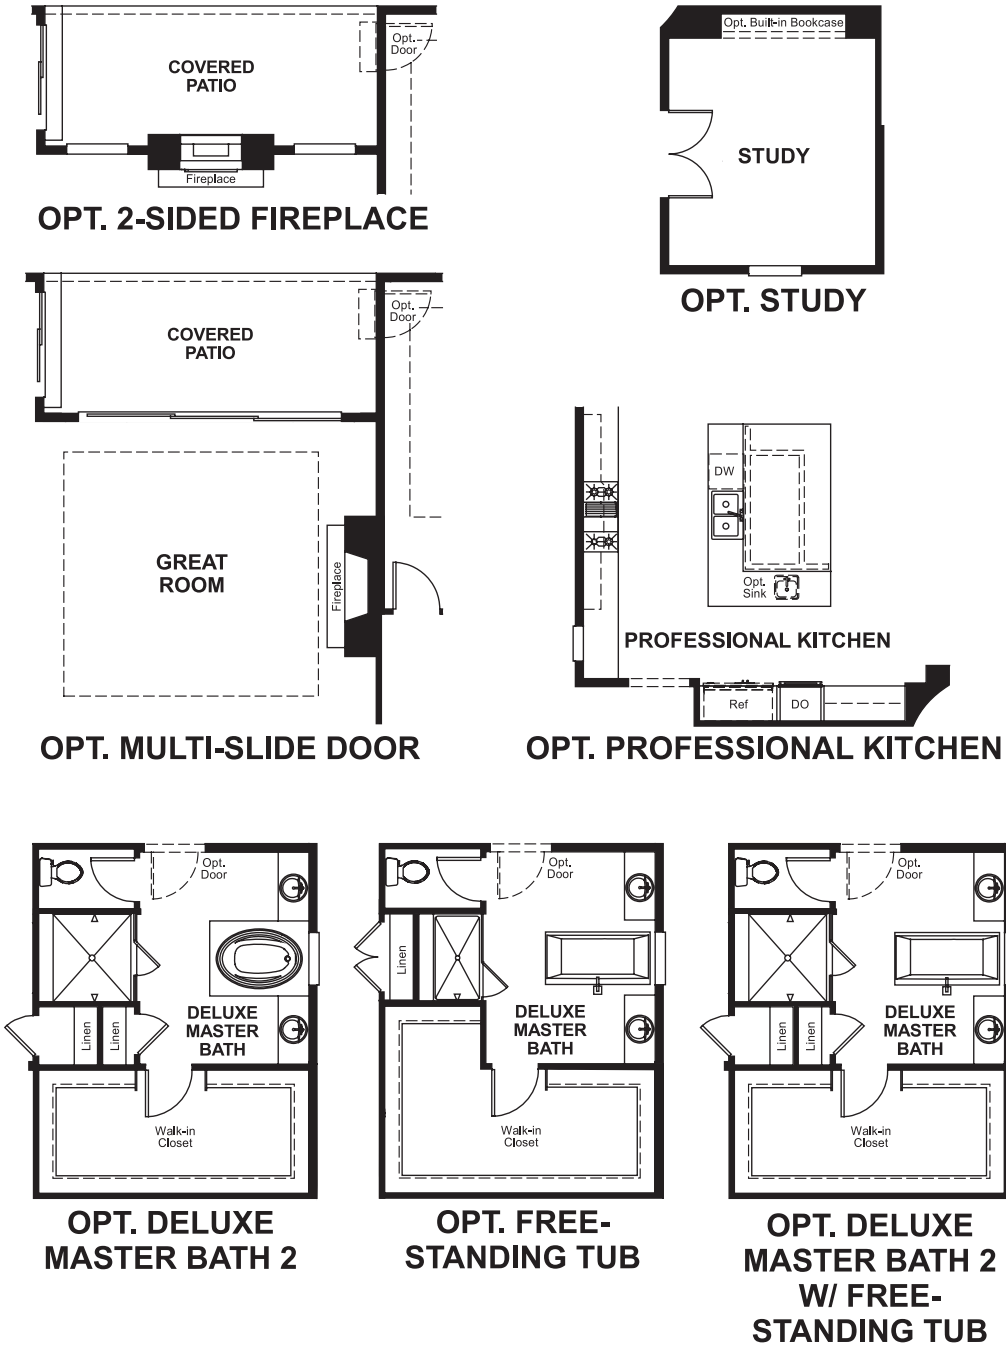 Opt.
Door
COVERED
PATIO
Fireplace
OPT. 2-SIDED FIREPLACE
Opt. Built-in Bookcase
STUDY
OPT. STUDY
Opt.
Door
COVERED
PATIO
GREAT
ROOM
Fireplace
OPT. MULTI-SLIDE DOOR
DW
Opt.
Sink
PROFESSIONAL KITCHEN
Ref
DO
OPT. PROFESSIONAL KITCHEN
Opt.
Door
DELUXE
MASTER
BATH
Linen
Linen
Walk-in
Closet
OPT. DELUXE
MASTER BATH 2
Opt.
Door
Linen
DELUXE
MASTER
BATH
Walk-in
Closet
OPT. FREE-
STANDING TUB
Opt.
Door
DELUXE
MASTER
BATH
Linen
Linen
Walk-in
Closet
OPT. DELUXE
MASTER BATH 2
W/ FREE-
STANDING TUB